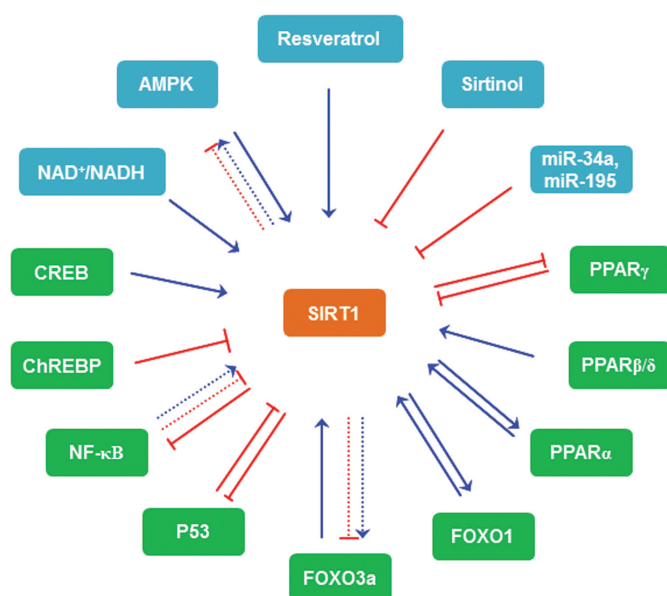 Resveratrol
AMPK
Sirtinol
NAD⁺/NADH
miR-34a,
miR-195
CREB
PPARγ
SIRT1
ChREBP
PPARβ/δ
NF-κB
PPARα
P53
FOXO1
FOXO3a